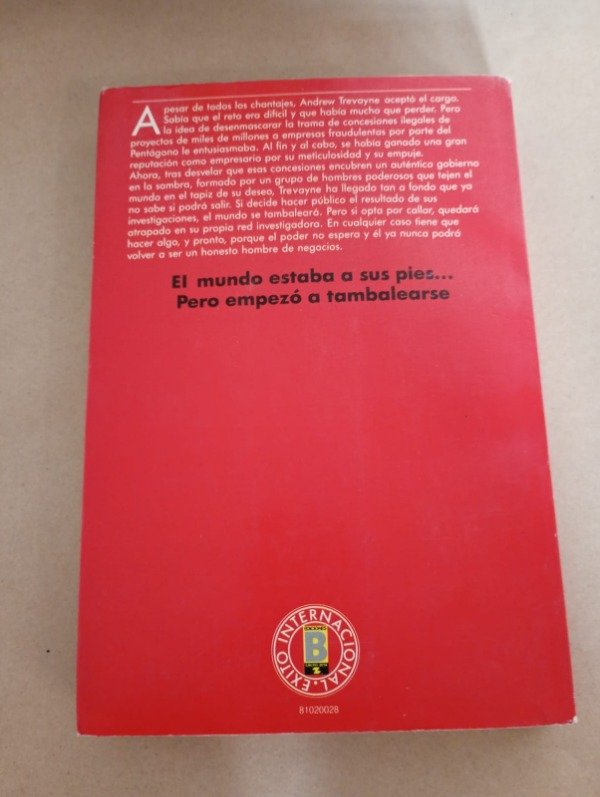 A pesar de todos los chantajes, Andrew Trevayne aceptó el cargo.
Sabía que el reto era difícil y que había mucho que perder. Pero
la idea de desenmascarar la trama de concesiones ilegales de
proyectos de miles de millones a empresas fraudulentas por parte del
Pentágono le entusiasmaba. Al fin y al cabo, se había ganado una gran
reputación como empresario por su meticulosidad y su empuje.
Ahora, tras desvelar que esas concesiones encubren un auténtico gobierno
en la sombra, formado por un grupo de hombres poderosos que tejen el
mundo en el tapiz de su deseo, Trevayne ha llegado tan a fondo que ya
no sabe si podrá salir. Si decide hacer público el resultado de sus
investigaciones, el mundo se tambaleará. Pero si opta por callar, quedará
atrapado en su propia red investigadora. En cualquier caso tiene que
hacer algo, y pronto, porque el poder no espera y él ya nunca podrá
volver a ser un honesto hombre de negocios.
El mundo estaba a sus pies...
Pero empezó a tambalearse
EXITO INTERNACIONAL.
EDICIONES
B
81020028